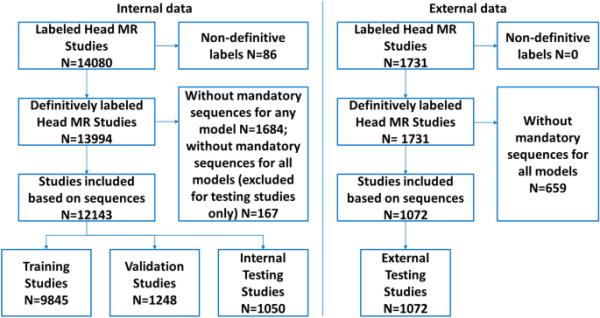 Internal data
Labeled Head MR
Studies
N=14080
Non-definitive
labels N=86
Definitively labeled
Head MR Studies
N=13994
Without mandatory
sequences for any
model N=1684;
without mandatory
sequences for all
models (excluded
for testing studies
only) N=167
Studies included
based on sequences
N=12143
Training
Studies
N=9845
Validation
Studies
N=1248
Internal
Testing
Studies
N=1050
External data
Labeled Head MR
Studies
N=1731
Non-definitive
labels N=0
Definitively labeled
Head MR Studies
N= 1731
Without
mandatory
sequences for
all models
N=659
Studies included
based on sequences
N=1072
External
Testing
Studies
N=1072